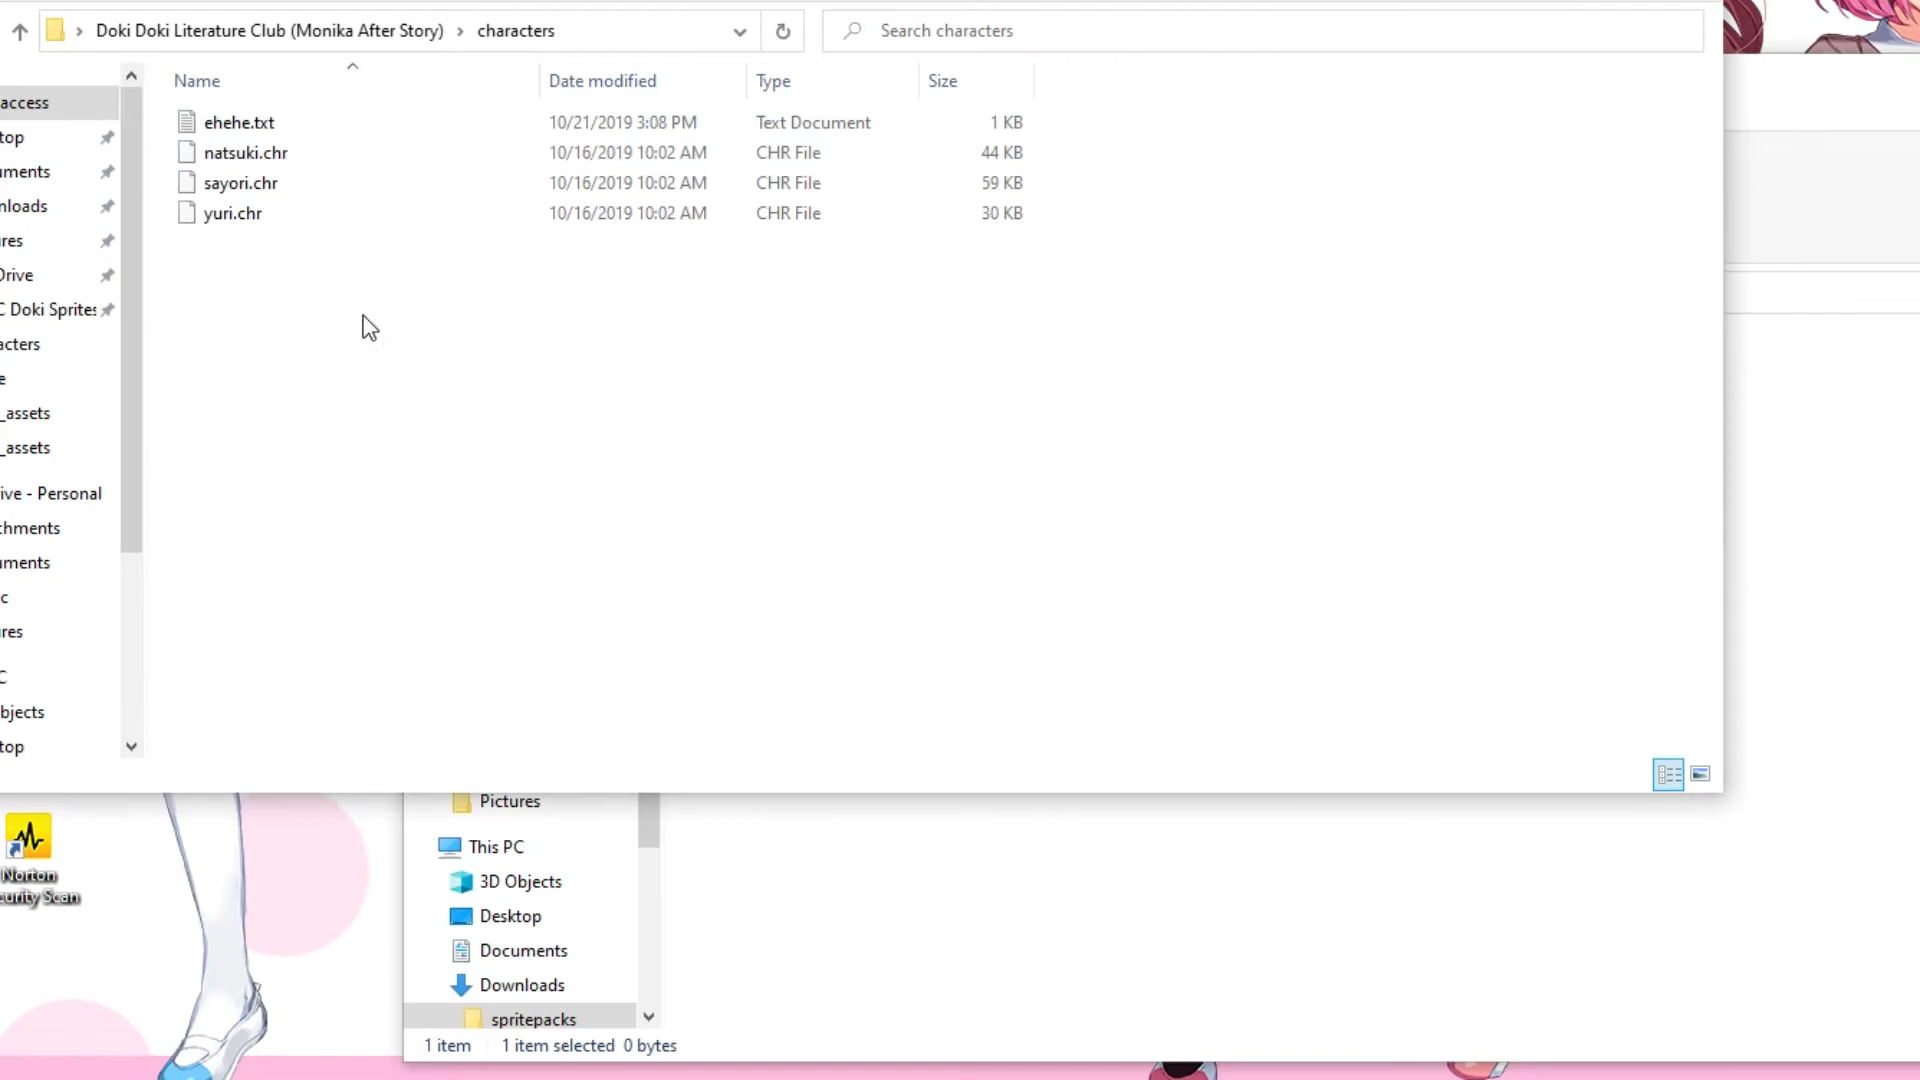 Doki Doki Literature Club (Monika After Story) > characters
Search characters
Name Date modified Type Size
ehehe.txt 10/21/2019 3:08 PM Text Document 1 KB
natsuki.chr 10/16/2019 10:02 AM CHR File 44 KB
sayori.chr 10/16/2019 10:02 AM CHR File 59 KB
yuri.chr 10/16/2019 10:02 AM CHR File 30 KB
access
top
uments
nloads
res
Drive
C Doki Sprites
acters
e
_assets
_assets
ive - Personal
chments
uments
c
res
C
bjects
top
Norton
curity Scan
Pictures
This PC
3D Objects
Desktop
Documents
Downloads
spritepacks
1 item 1 item selected 0 bytes